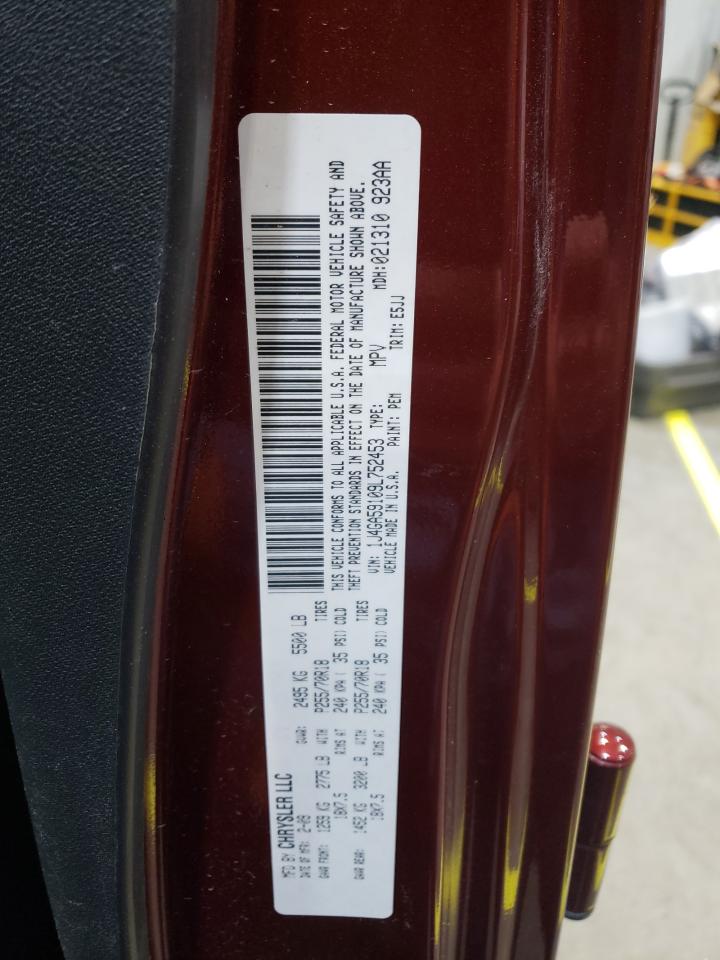 MFD BY CHRYSLER LLC
DATE OF MFR: 2-09 GVWR: 2495 KG 5500 LB
GAWR FRONT: 1259 KG 2775 LB WITH P255/70R18 TIRES
18X7.5 RIMS AT 240 KPA ( 35 PSI) COLD
GAWR REAR: 1452 KG 3200 LB WITH P255/70R18 TIRES
18X7.5 RIMS AT 240 KPA ( 35 PSI) COLD
THIS VEHICLE CONFORMS TO ALL APPLICABLE U.S.A. FEDERAL MOTOR VEHICLE SAFETY AND
THEFT PREVENTION STANDARDS IN EFFECT ON THE DATE OF MANUFACTURE SHOWN ABOVE.
VIN: 1J4GA59109L752453 TYPE: MPV MDH:021310 923AA
VEHICLE MADE IN U.S.A. PAINT: PEM TRIM: E5JJ